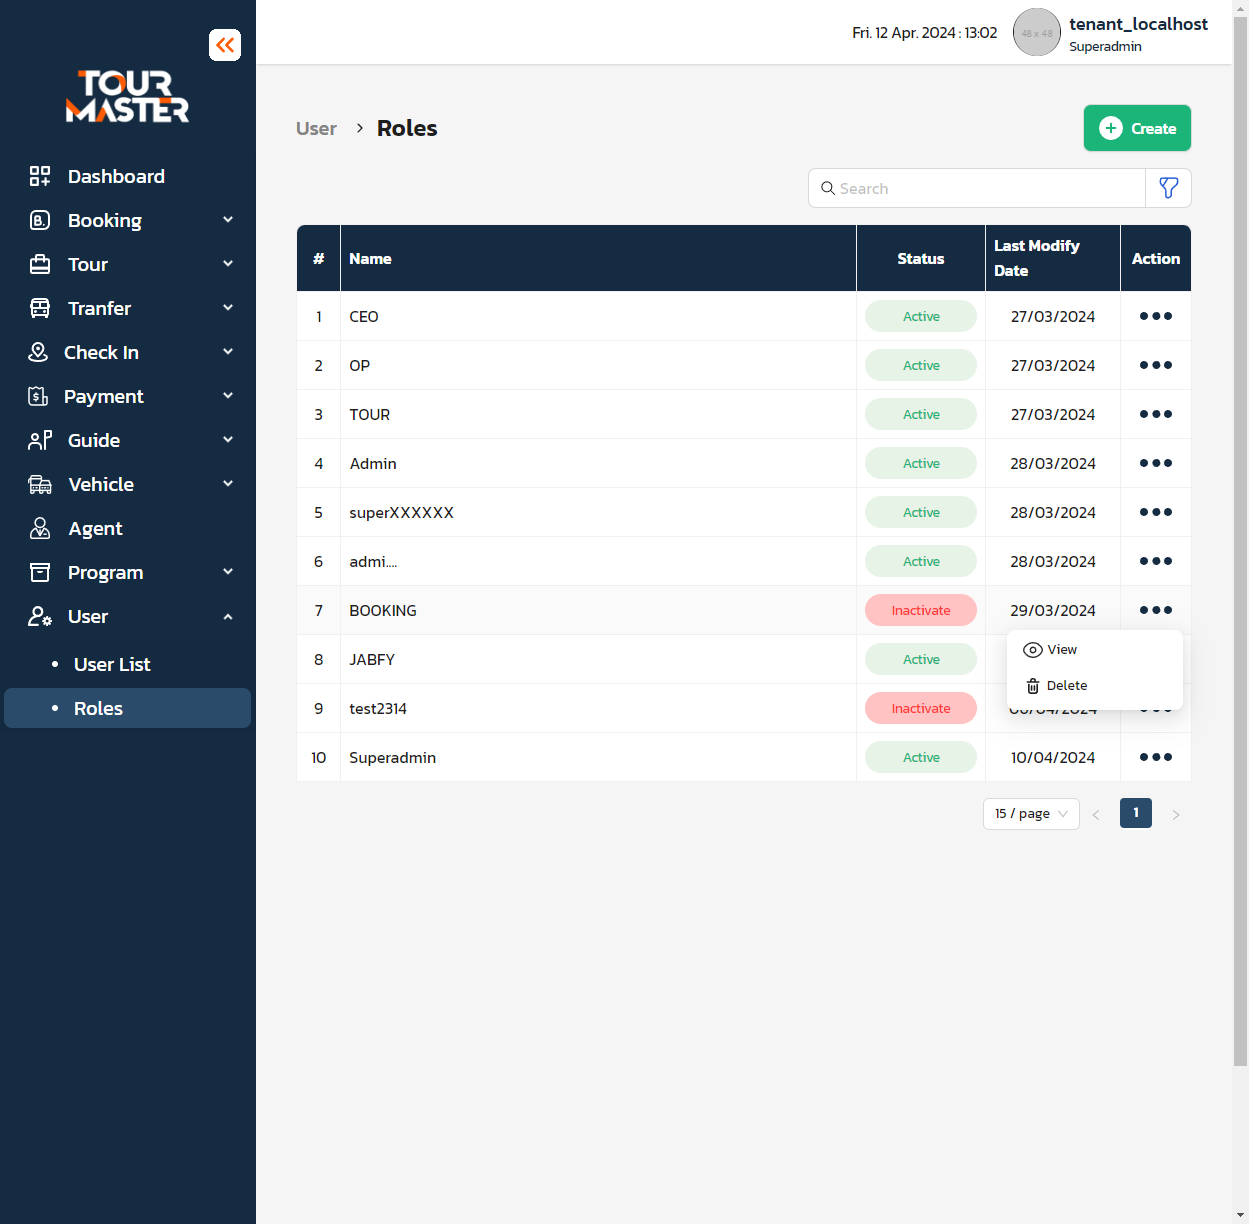 Fri. 12 Apr. 2024 : 13:02
48 x 48
tenant_localhost
Superadmin
TOUR
MASTER
Dashboard
Booking
Tour
Tranfer
Check In
Payment
Guide
Vehicle
Agent
Program
User
User List
Roles
User > Roles
Create
Search
# Name Status Last Modify Date Action
1 CEO Active 27/03/2024
2 OP Active 27/03/2024
3 TOUR Active 27/03/2024
4 Admin Active 28/03/2024
5 superXXXXXX Active 28/03/2024
6 admi.... Active 28/03/2024
7 BOOKING Inactivate 29/03/2024
8 JABFY Active
View
Delete
9 test2314 Inactivate
10 Superadmin Active 10/04/2024
15 / page < 1 >